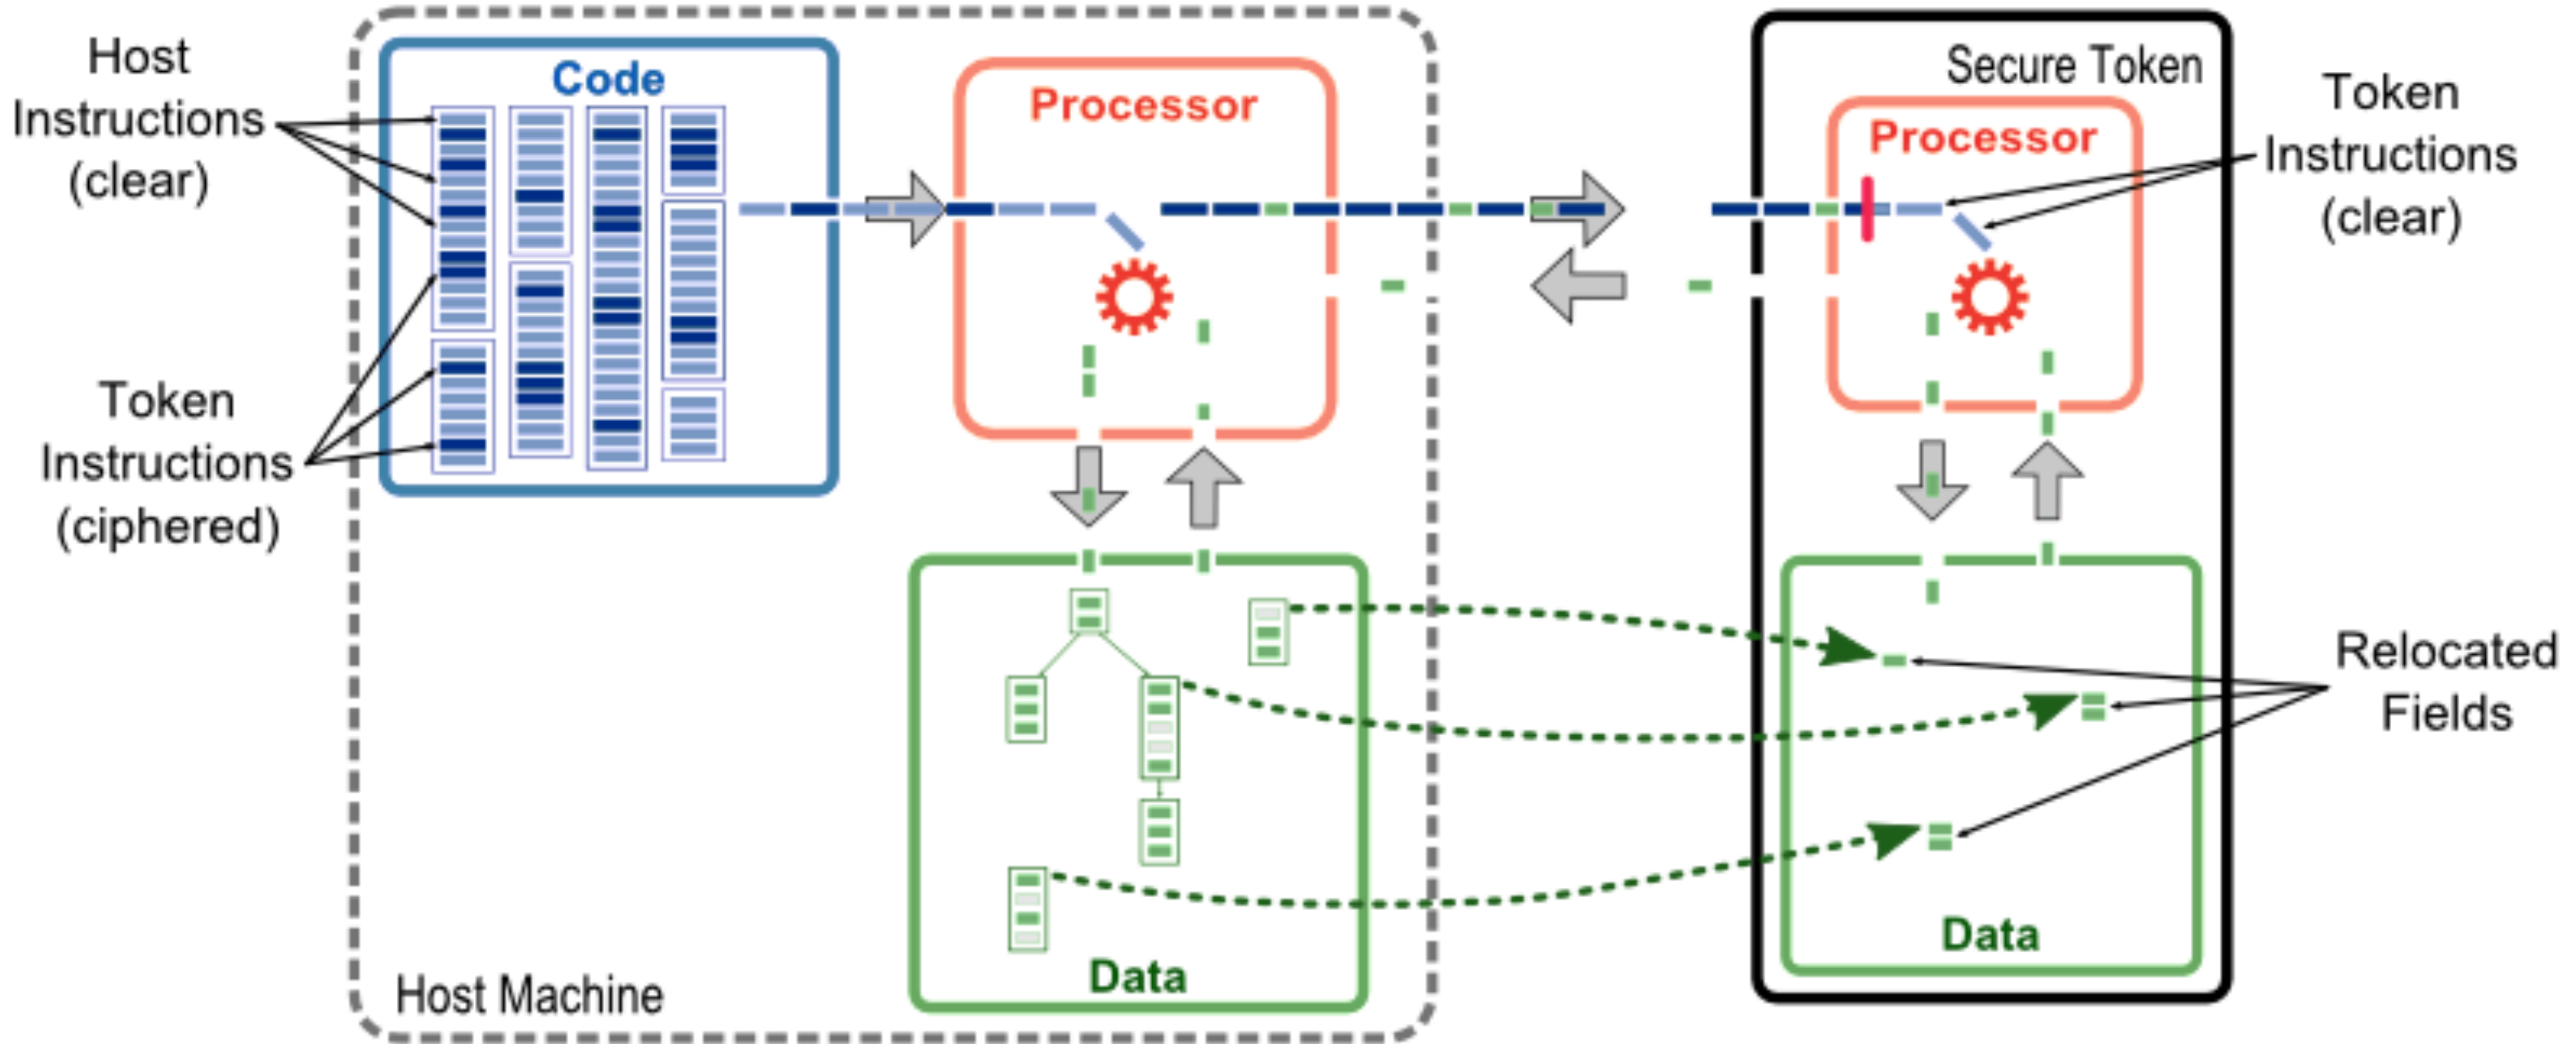 Host
Instructions
(clear)
Token
Instructions
(ciphered)
Code
Processor
Data
Host Machine
Secure Token
Processor
Data
Token
Instructions
(clear)
Relocated
Fields